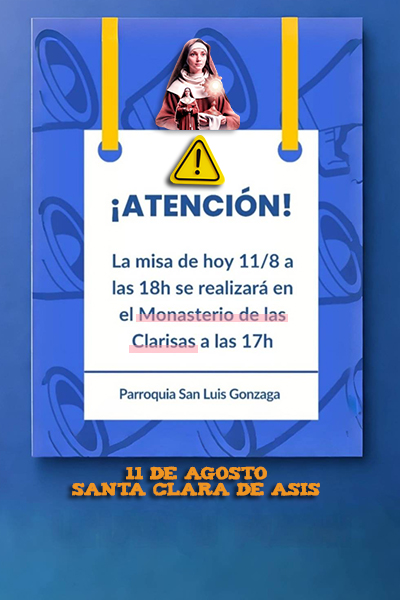 ¡ATENCIÓN!
La misa de hoy 11/8 a
las 18h se realizará en
el Monasterio de las
Clarisas a las 17h
Parroquia San Luis Gonzaga
11 DE AGOSTO
SANTA CLARA DE ASIS